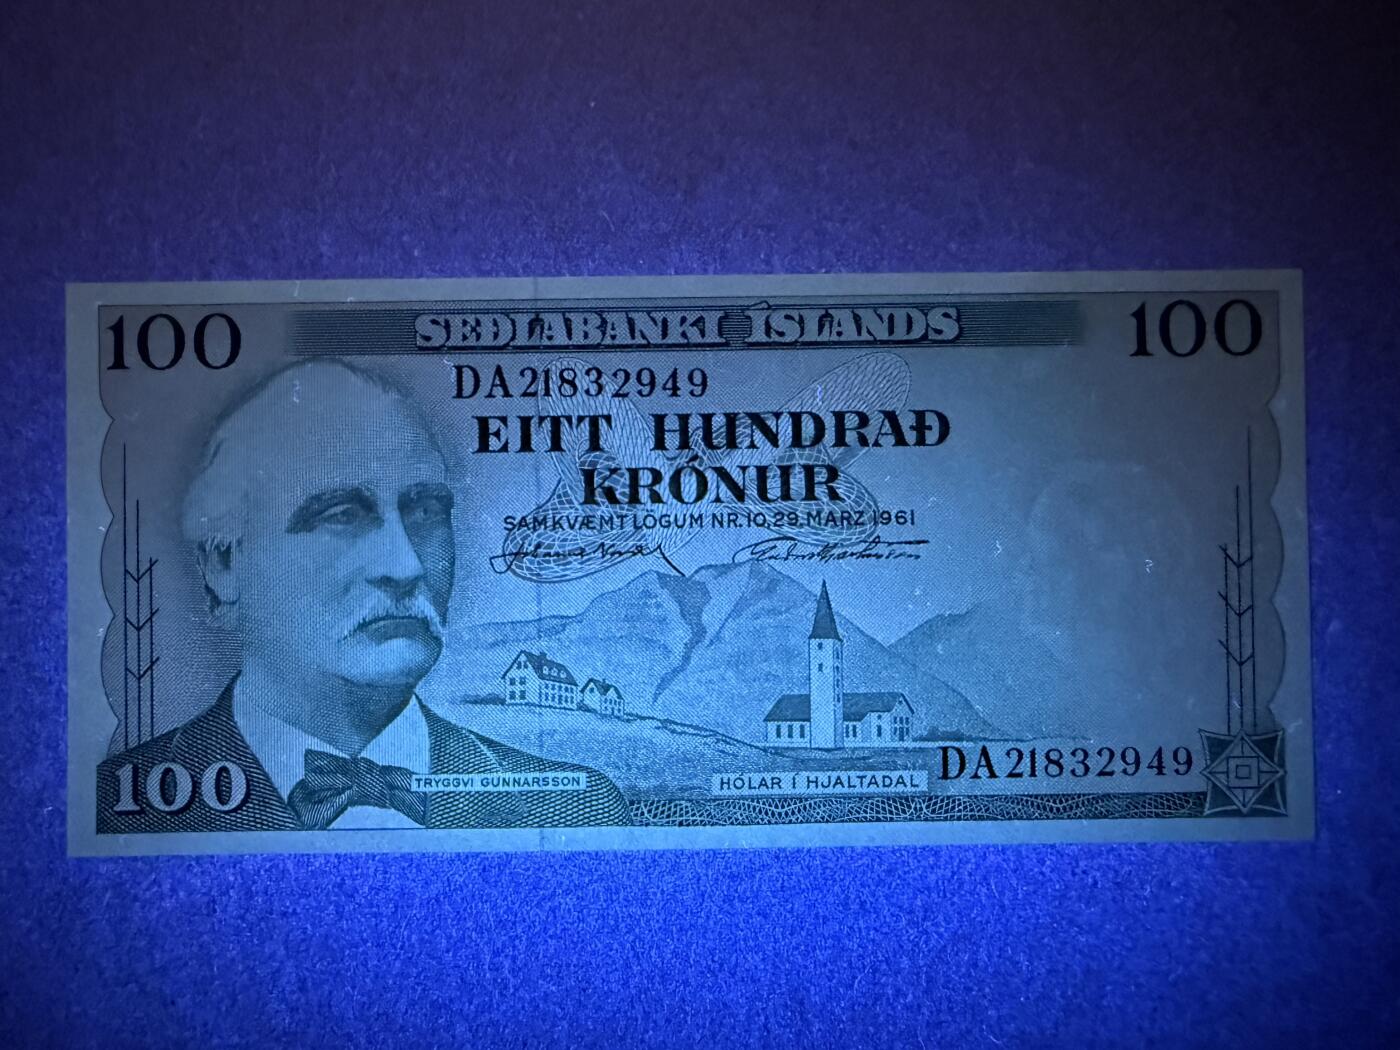 100 SEÐLABANKI ÍSLANDS 100
DA21832949
EITT HUNDRAÐ
KRÓNUR
SAMKVÆMT LÖGUM NR. 10, 29. MARZ 1961
DA21832949
100 TRYGGVI GUNNARSSON HÓLAR Í HJALTADAL